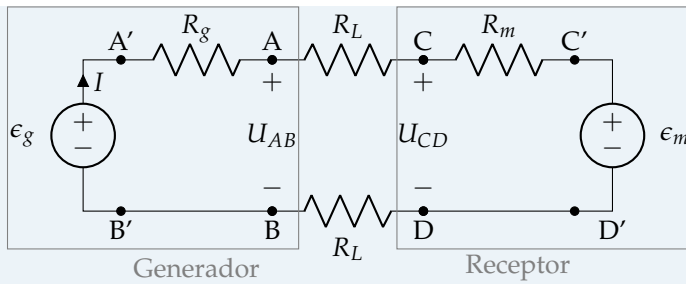 R_g R_L R_m
A′ A C C′
I
+ +
ϵ_g + − U_AB U_CD + − ϵ_m
− −
B′ B D D′
R_L
Generador Receptor